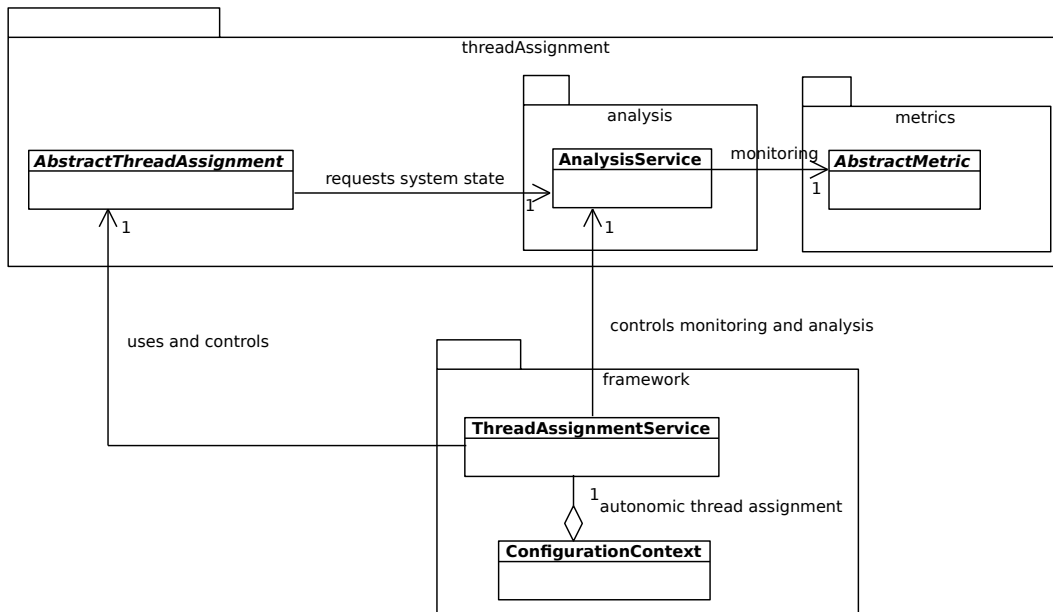 threadAssignment
analysis
metrics
AbstractThreadAssignment
AnalysisService
monitoring
AbstractMetric
requests system state
1
1
1
1
uses and controls
controls monitoring and analysis
framework
ThreadAssignmentService
1
autonomic thread assignment
ConfigurationContext